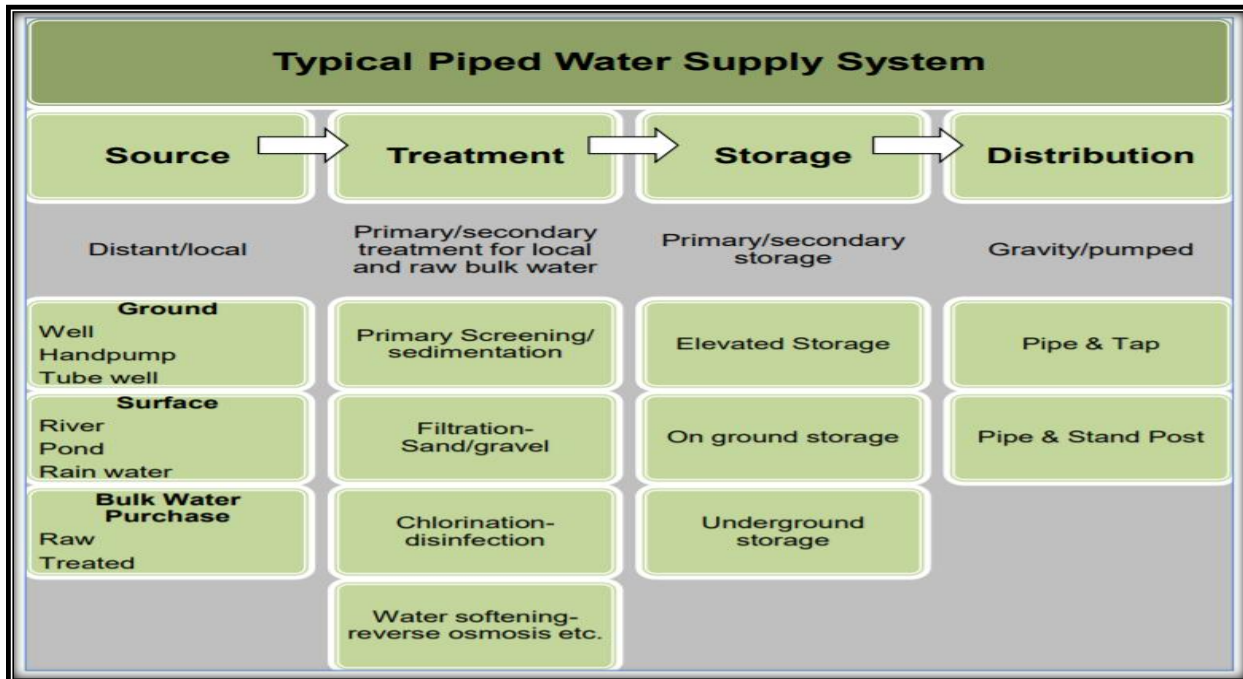 Typical Piped Water Supply System
Source
Treatment
Storage
Distribution
Distant/local
Primary/secondary
treatment for local
and raw bulk water
Primary/secondary
storage
Gravity/pumped
Ground
Well
Handpump
Tube well
Primary Screening/
sedimentation
Elevated Storage
Pipe & Tap
Surface
River
Pond
Rain water
Filtration-
Sand/gravel
On ground storage
Pipe & Stand Post
Bulk Water
Purchase
Raw
Treated
Chlorination-
disinfection
Underground
storage
Water softening-
reverse osmosis etc.